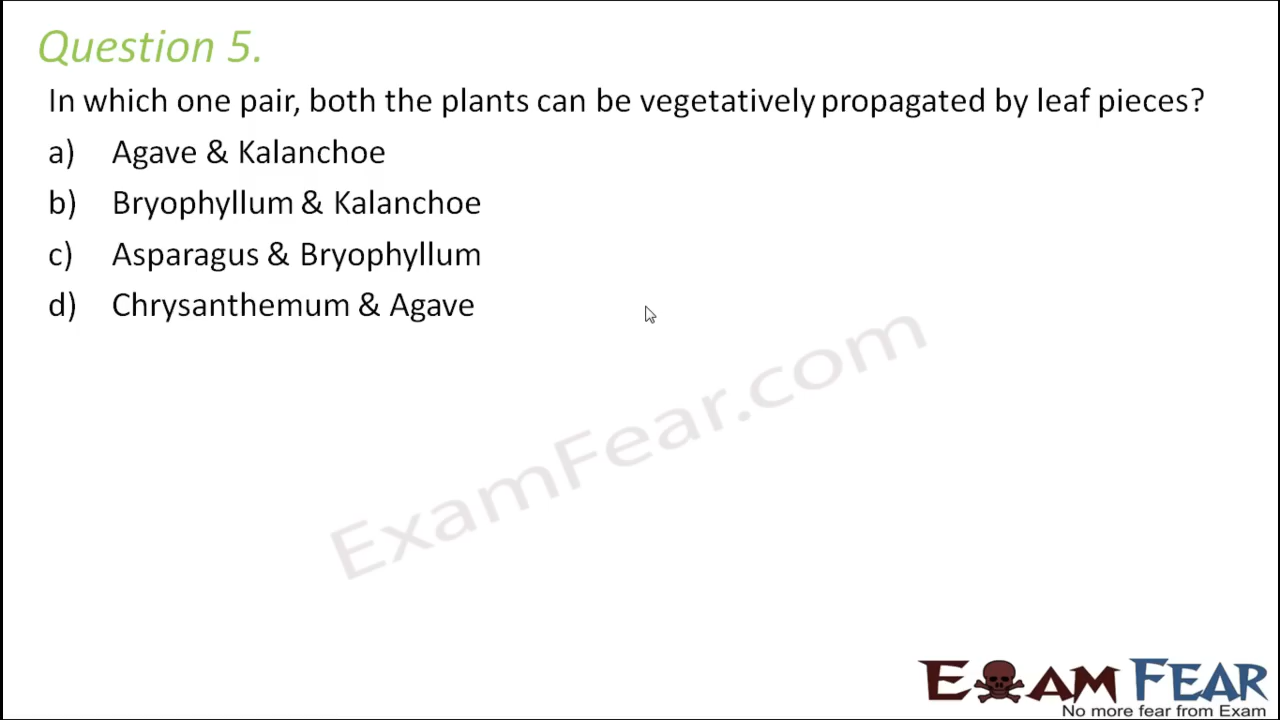 Question 5.
In which one pair, both the plants can be vegetatively propagated by leaf pieces?
a) Agave & Kalanchoe
b) Bryophyllum & Kalanchoe
c) Asparagus & Bryophyllum
d) Chrysanthemum & Agave
ExamFear.com
EXAM FEAR
No more fear from Exam